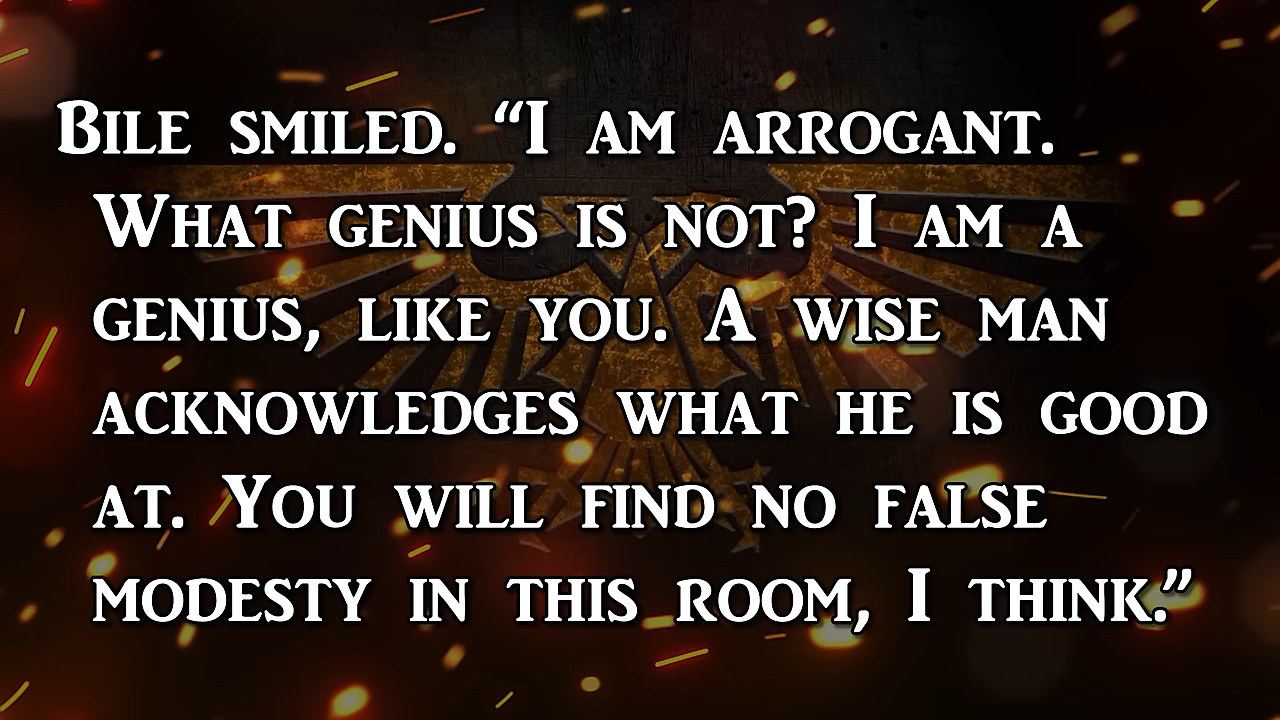 Bile smiled. “I am arrogant.
What genius is not? I am a
genius, like you. A wise man
acknowledges what he is good
at. You will find no false
modesty in this room, I think.”